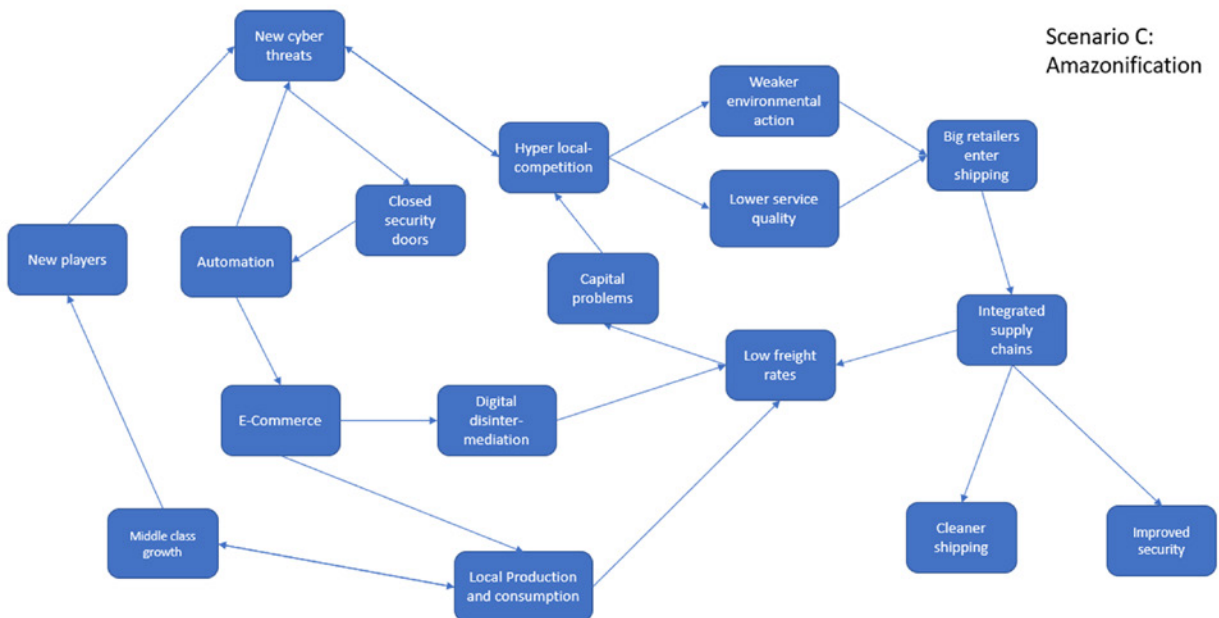 Scenario C:
Amazonification
New cyber
threats
Weaker
environmental
action
Big retailers
enter
shipping
Hyper local-
competition
Lower service
quality
Closed
security
doors
New players
Automation
Capital
problems
Integrated
supply
chains
Low freight
rates
E-Commerce
Digital
disinter-
mediation
Middle class
growth
Local Production
and consumption
Cleaner
shipping
Improved
security